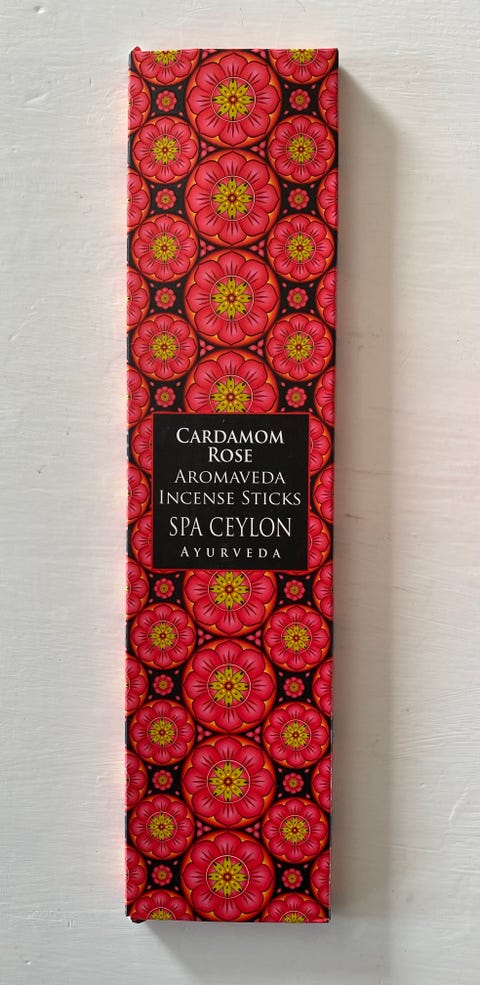 Cardamom
Rose
Aromaveda
Incense Sticks
SPA CEYLON
Ayurveda